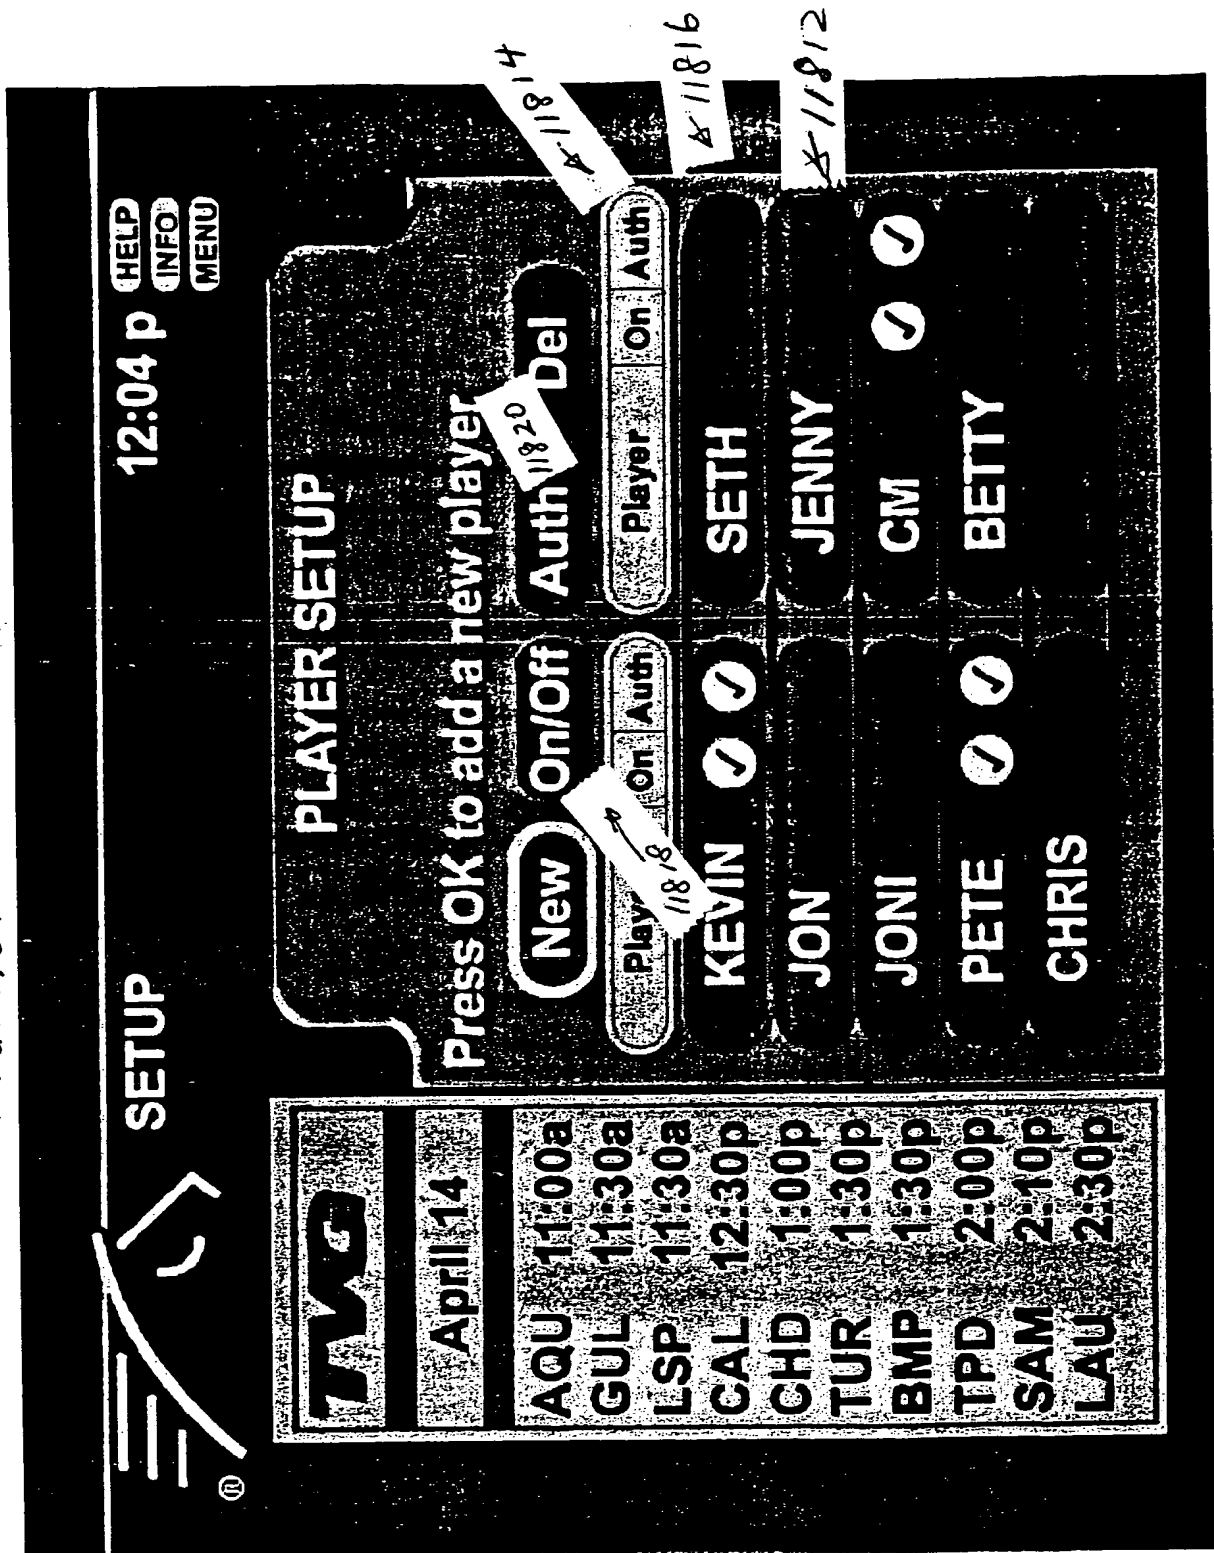 SETUP
12:04 p
HELP
INFO
MENU
®
TVG
April 14
AQU 11:00a
GUL 11:30a
LSP 11:30a
CAL 12:30p
CHD 1:00p
TUR 1:30p
BMP 1:30p
TPD 2:00p
SAM 2:10p
LAU 2:30p
PLAYER SETUP
Press OK to add a new player
New On/Off Auth Del
11820
11814
On Auth Player On Auth
11818
11816
KEVIN ✓ ✓ SETH
11812
JON JENNY
JONI CM ✓ ✓
PETE ✓ ✓ BETTY
CHRIS